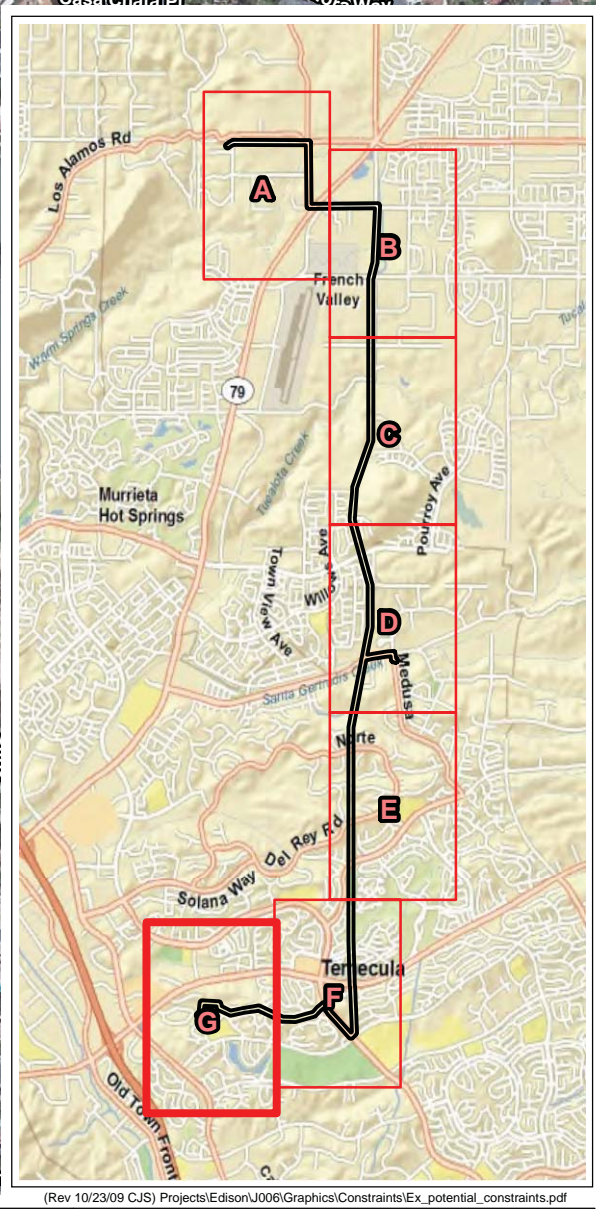 Los Alamos Rd
A
B
French
Valley
Warm Springs Creek
79
C
Tucalota Creek
Murrieta
Hot Springs
Pourroy Ave
Town View Ave
D
Medusa
Santa Gertrudis Creek
Norte
E
Del Rey Rd
Solana Way
Temecula
F
G
Old Town Front
(Rev 10/23/09 CJS) Projects\Edison\J006\Graphics\Constraints\Ex_potential_constraints.pdf